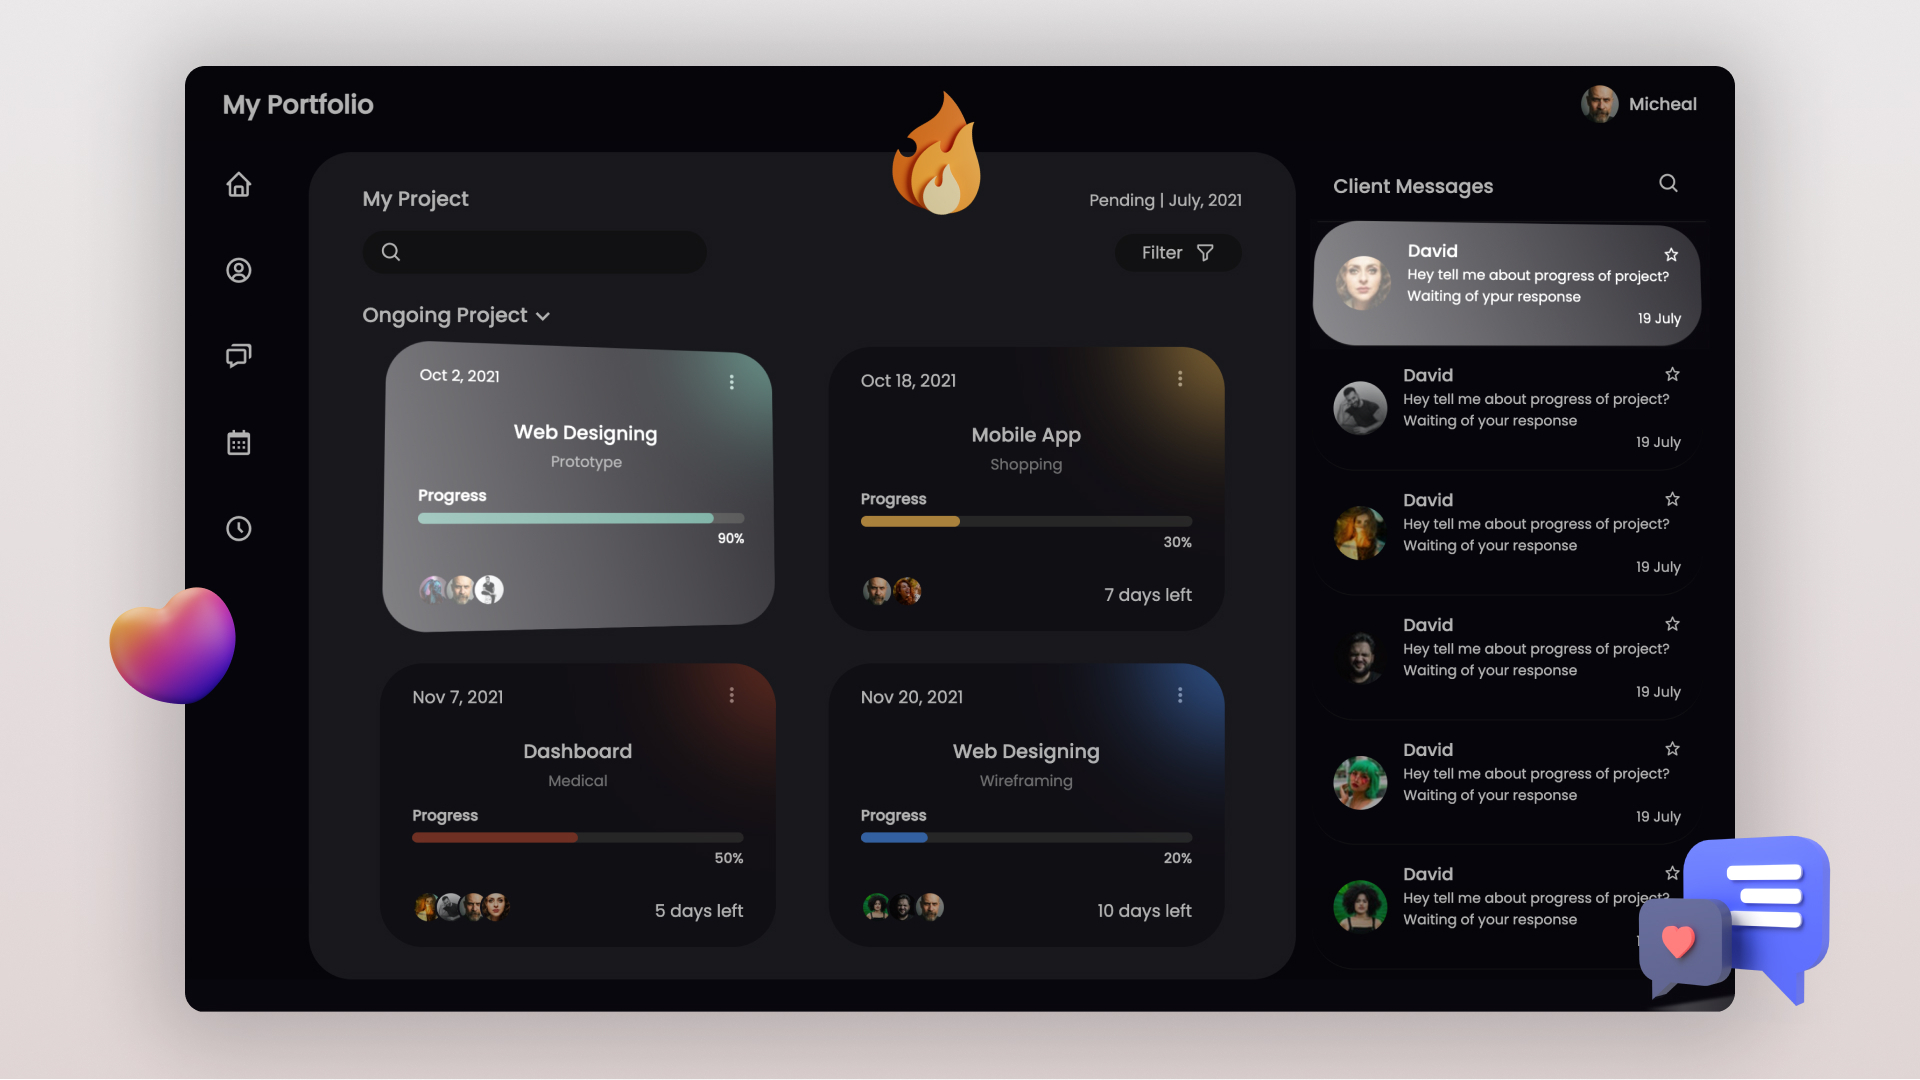 My Portfolio
Micheal
My Project
Pending | July, 2021
Filter
Ongoing Project
Oct 2, 2021
Web Designing
Prototype
Progress
90%
Oct 18, 2021
Mobile App
Shopping
Progress
30%
7 days left
Nov 7, 2021
Dashboard
Medical
Progress
50%
5 days left
Nov 20, 2021
Web Designing
Wireframing
Progress
20%
10 days left
Client Messages
David
Hey tell me about progress of project?
Waiting of ypur response
19 July
David
Hey tell me about progress of project?
Waiting of your response
19 July
David
Hey tell me about progress of project?
Waiting of your response
19 July
David
Hey tell me about progress of project?
Waiting of your response
19 July
David
Hey tell me about progress of project?
Waiting of your response
19 July
David
Hey tell me about progress of project?
Waiting of your response